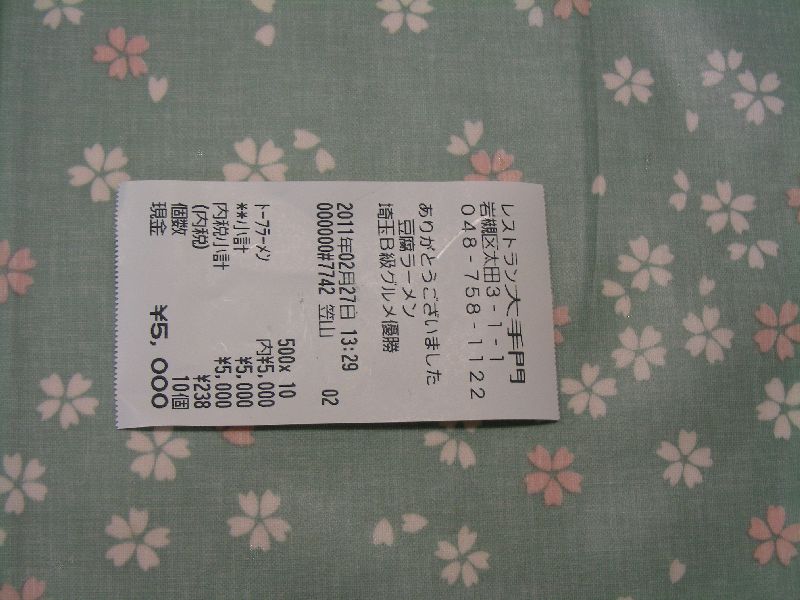 レストラン大手門
岩槻区太田3-1-1
048-758-1122
ありがとうございました
豆腐ラーメン
埼玉B級グルメ優勝
2011年02月27日 13:29
000000#7742 笠山 02
500x 10
トーフラーメン 内¥5,000
**小計 ¥5,000
内税小計 ¥5,000
(内税) ¥238
個数 10個
現金 ¥5,000